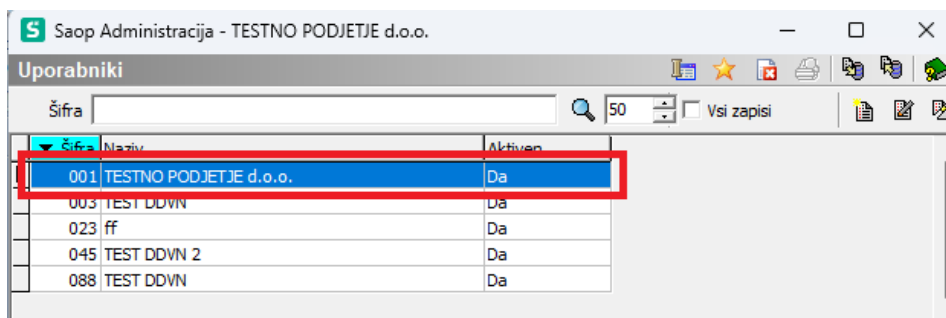 Saop Administracija - TESTNO PODJETJE d.o.o.
Uporabniki
Šifra 50 Vsi zapisi
Šifra Naziv Aktiven
001 TESTNO PODJETJE d.o.o. Da
003 TEST DDVN Da
023 ff Da
045 TEST DDVN 2 Da
088 TEST DDVN Da